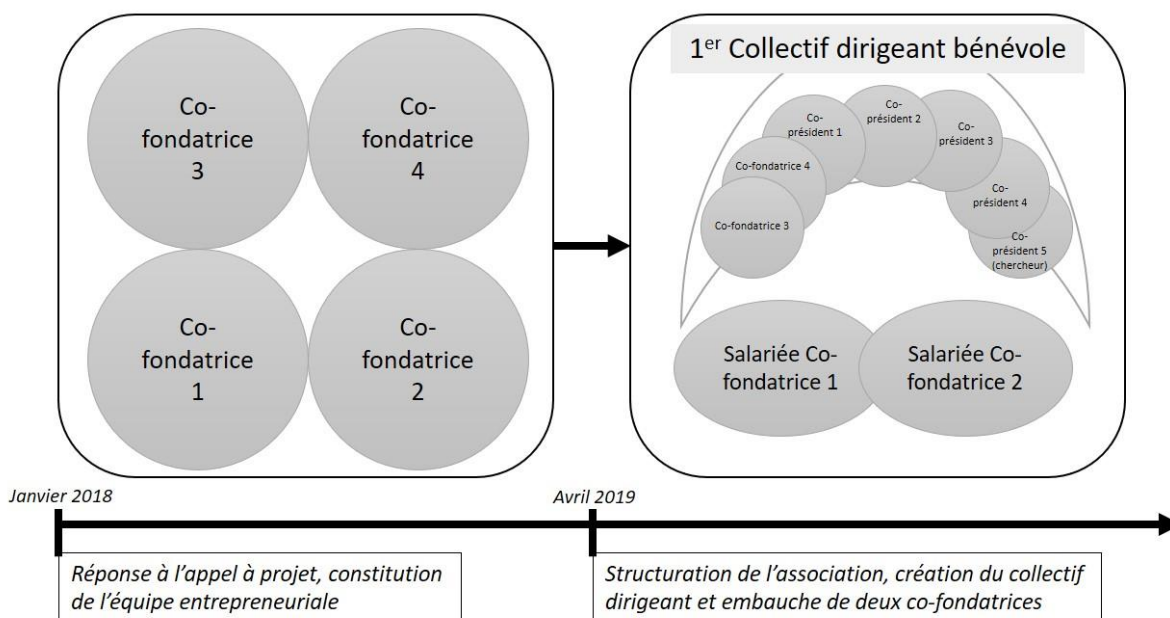 Co-
fondatrice
3
Co-
fondatrice
4
Co-
fondatrice
1
Co-
fondatrice
2
1er Collectif dirigeant bénévole
Co-
président 2
Co-
président 1
Co-
président 3
Co-fondatrice 4
Co-
président 4
Co-fondatrice 3
Co-
président 5
(chercheur)
Salariée Co-
fondatrice 1
Salariée Co-
fondatrice 2
Janvier 2018
Avril 2019
Réponse à l’appel à projet, constitution
de l’équipe entrepreneuriale
Structuration de l’association, création du collectif
dirigeant et embauche de deux co-fondatrices